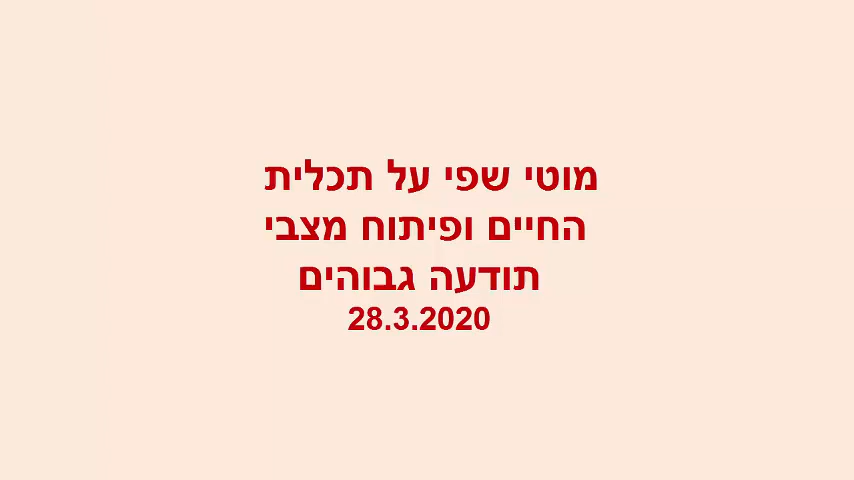 מוטי שפי על תכלית
החיים ופיתוח מצבי
תודעה גבוהים
28.3.2020